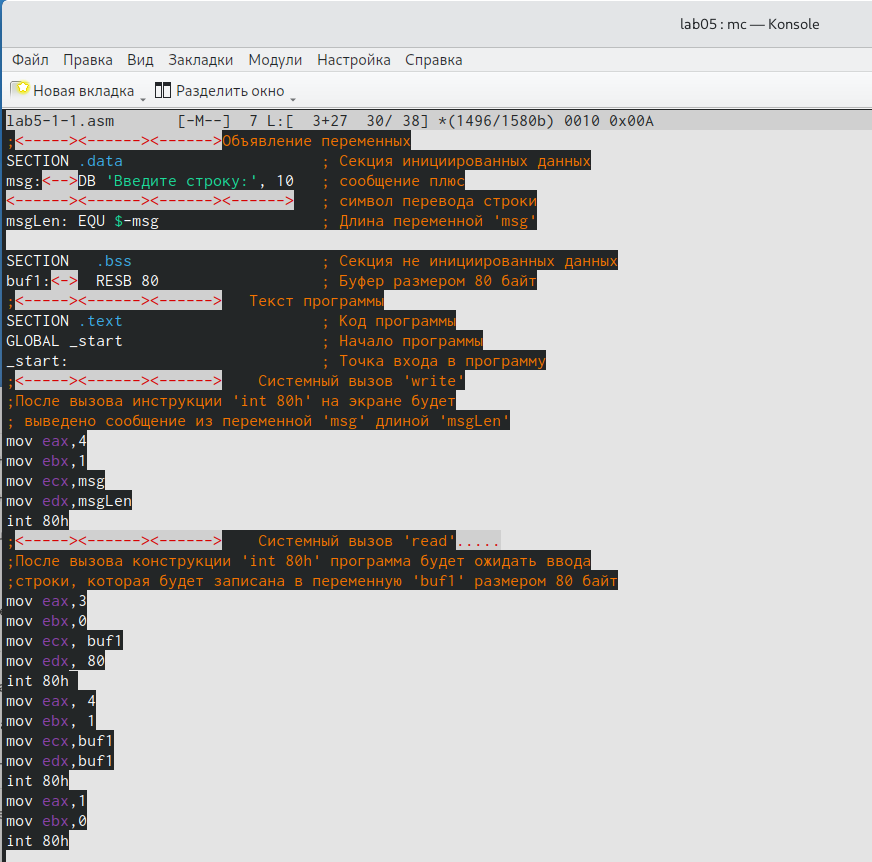 lab05 : mc — Konsole
Файл Правка Вид Закладки Модули Настройка Справка
Новая вкладка Разделить окно
lab5-1-1.asm [-M--] 7 L:[ 3+27 30/ 38] *(1496/1580b) 0010 0x00A
;<-----><------><------>Объявление переменных
SECTION .data ; Секция инициированных данных
msg:<-->DB 'Введите строку:', 10 ; сообщение плюс
<------><------><------><------> ; символ перевода строки
msgLen: EQU $-msg ; Длина переменной 'msg'
SECTION .bss ; Секция не инициированных данных
buf1:<-> RESB 80 ; Буфер размером 80 байт
;<-----><------><------> Текст программы
SECTION .text ; Код программы
GLOBAL _start ; Начало программы
_start: ; Точка входа в программу
;<-----><------><------> Системный вызов 'write'
;После вызова инструкции 'int 80h' на экране будет
; выведено сообщение из переменной 'msg' длиной 'msgLen'
mov eax,4
mov ebx,1
mov ecx,msg
mov edx,msgLen
int 80h
;<-----><------><------> Системный вызов 'read'.....
;После вызова конструкции 'int 80h' программа будет ожидать ввода
;строки, которая будет записана в переменную 'buf1' размером 80 байт
mov eax,3
mov ebx,0
mov ecx, buf1
mov edx, 80
int 80h
mov eax, 4
mov ebx, 1
mov ecx,buf1
mov edx,buf1
int 80h
mov eax,1
mov ebx,0
int 80h